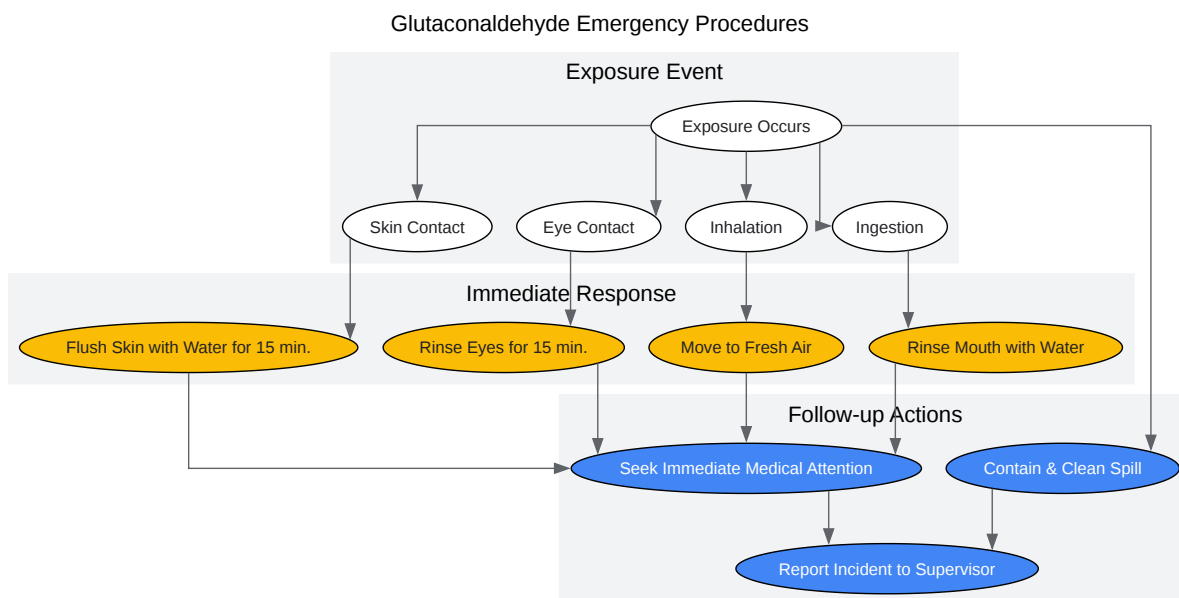 Glutaconaldehyde Emergency Procedures
Exposure Event
Exposure Occurs
Skin Contact
Eye Contact
Inhalation
Ingestion
Immediate Response
Flush Skin with Water for 15 min.
Rinse Eyes for 15 min.
Move to Fresh Air
Rinse Mouth with Water
Follow-up Actions
Seek Immediate Medical Attention
Contain & Clean Spill
Report Incident to Supervisor